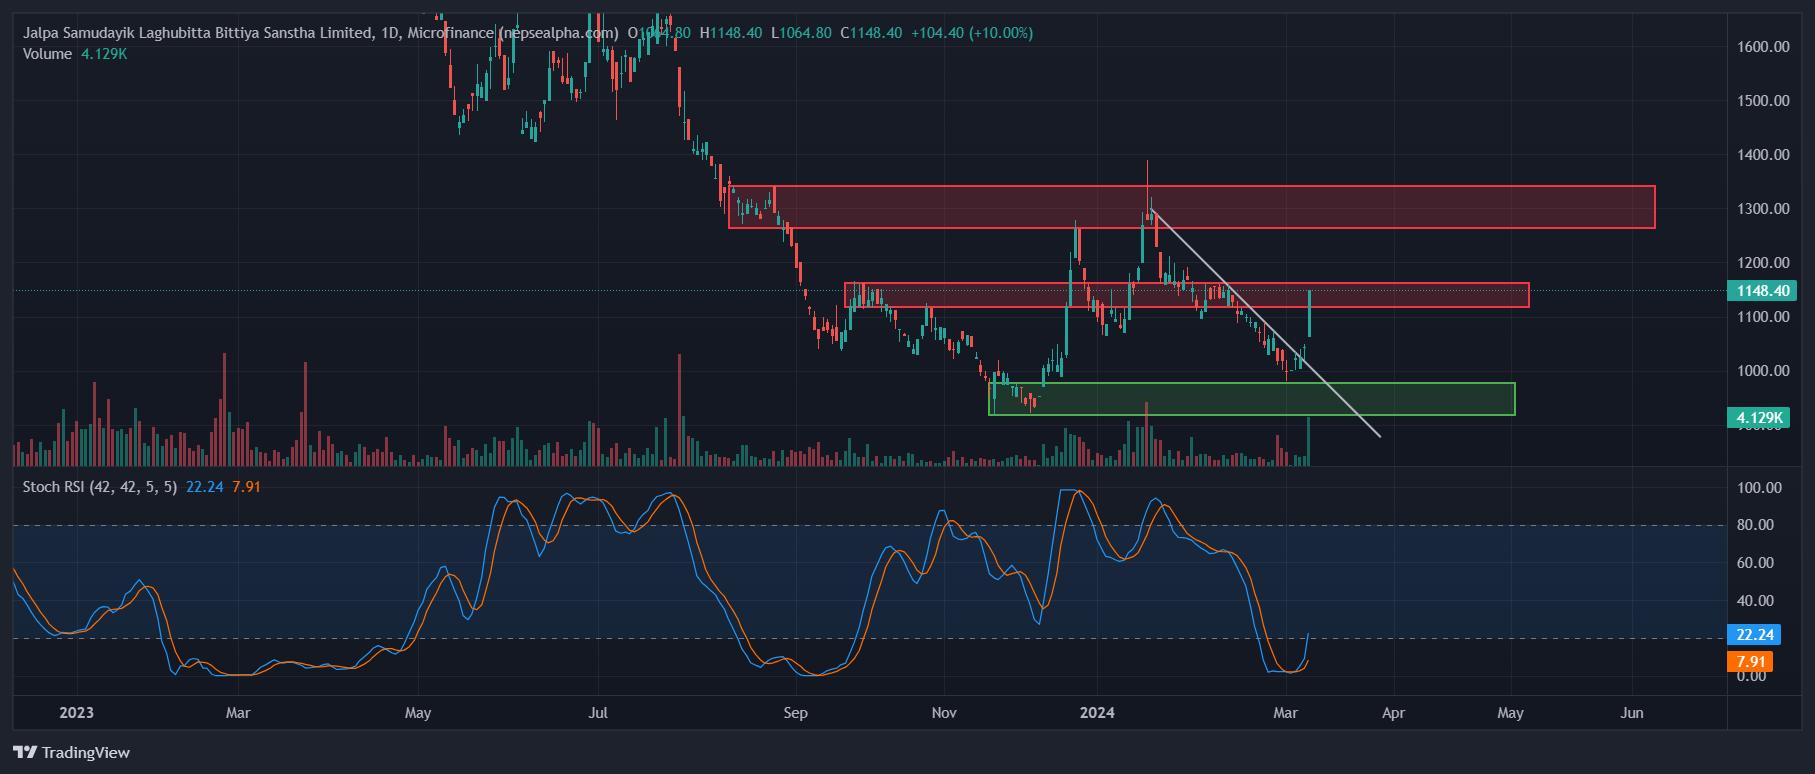 Jalpa Samudayik Laghubitta Bittiya Sanstha Limited, 1D, Microfinance (nepsealpha.com) O1064.80 H1148.40 L1064.80 C1148.40 +104.40 (+10.00%)
Volume 4.129K
1600.00
1500.00
1400.00
1300.00
1200.00
1148.40
1100.00
1000.00
4.129K
Stoch RSI (42, 42, 5, 5) 22.24 7.91
100.00
80.00
60.00
40.00
22.24
7.91
0.00
2023 Mar May Jul Sep Nov 2024 Mar Apr May Jun
TradingView